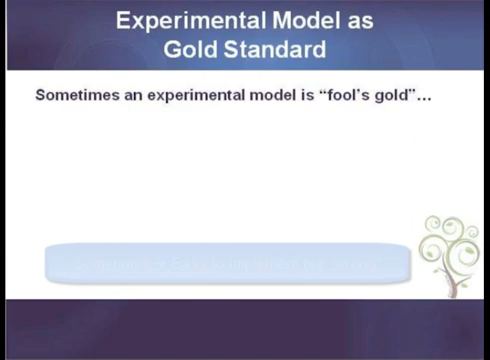 Experimental Model as
Gold Standard
Sometimes an experimental model is “fool’s gold”…